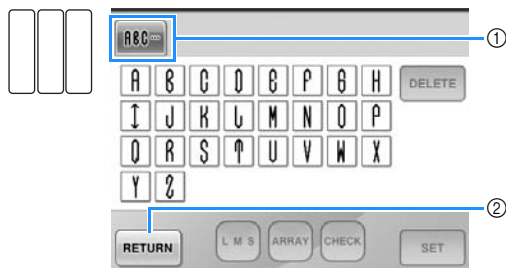 ABC
①
A B C D E F G H DELETE
I J K L M N O P
Q R S T U V W X
Y Z
②
RETURN L M S ARRAY CHECK SET